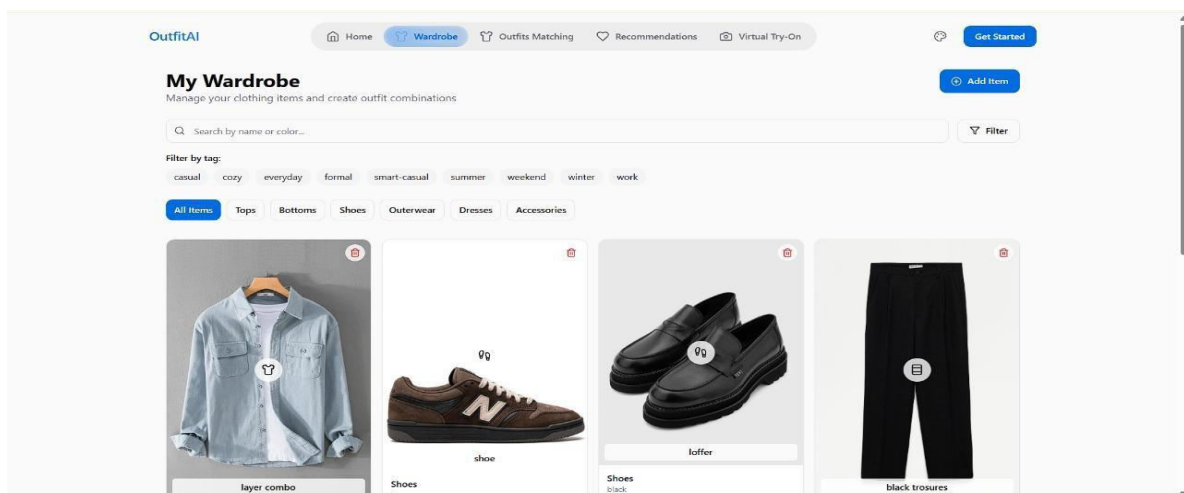 OutfitAI Home Wardrobe Outfits Matching Recommendations Virtual Try-On Get Started
My Wardrobe
Add Item
Manage your clothing items and create outfit combinations
Search by name or color...
Filter
Filter by tag:
casual cozy everyday formal smart-casual summer weekend winter work
All Items Tops Bottoms Shoes Outerwear Dresses Accessories
N
layer combo
shoe
Shoes
loffer
Shoes
black
black trosures